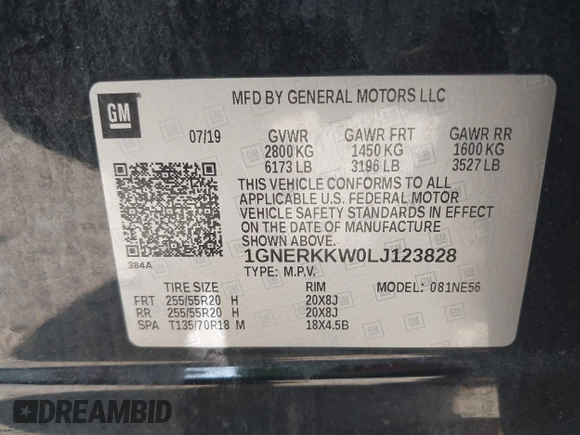 GM
MFD BY GENERAL MOTORS LLC
07/19 GVWR GAWR FRT GAWR RR
2800 KG 1450 KG 1600 KG
6173 LB 3196 LB 3527 LB
THIS VEHICLE CONFORMS TO ALL
APPLICABLE U.S. FEDERAL MOTOR
VEHICLE SAFETY STANDARDS IN EFFECT
ON THE DATE OF MANUFACTURE
SHOWN ABOVE.
384A
1GNERKKW0LJ123828
TYPE: M.P.V. MODEL: 081NE56
TIRE SIZE RIM
FRT 255/55R20 H 20X8J
RR 255/55R20 H 20X8J
SPA T135/70R18 M 18X4.5B
DREAMBID